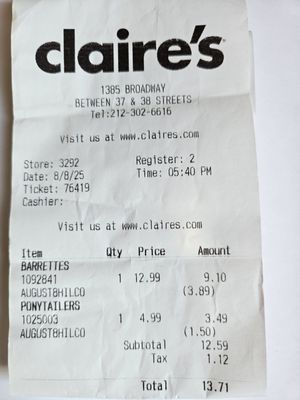 claire's
1385 BROADWAY
BETWEEN 37 & 38 STREETS
Tel:212-302-6616
Visit us at www.claires.com
Store: 3292 Register: 2
Date: 8/8/25 Time: 05:40 PM
Ticket: 76419
Cashier:
Visit us at www.claires.com
Item Qty Price Amount
BARRETTES
1092841 1 12.99 9.10
AUGUST8HILCO (3.89)
PONYTAILERS
1025003 1 4.99 3.49
AUGUST8HILCO (1.50)
Subtotal 12.59
Tax 1.12
Total 13.71